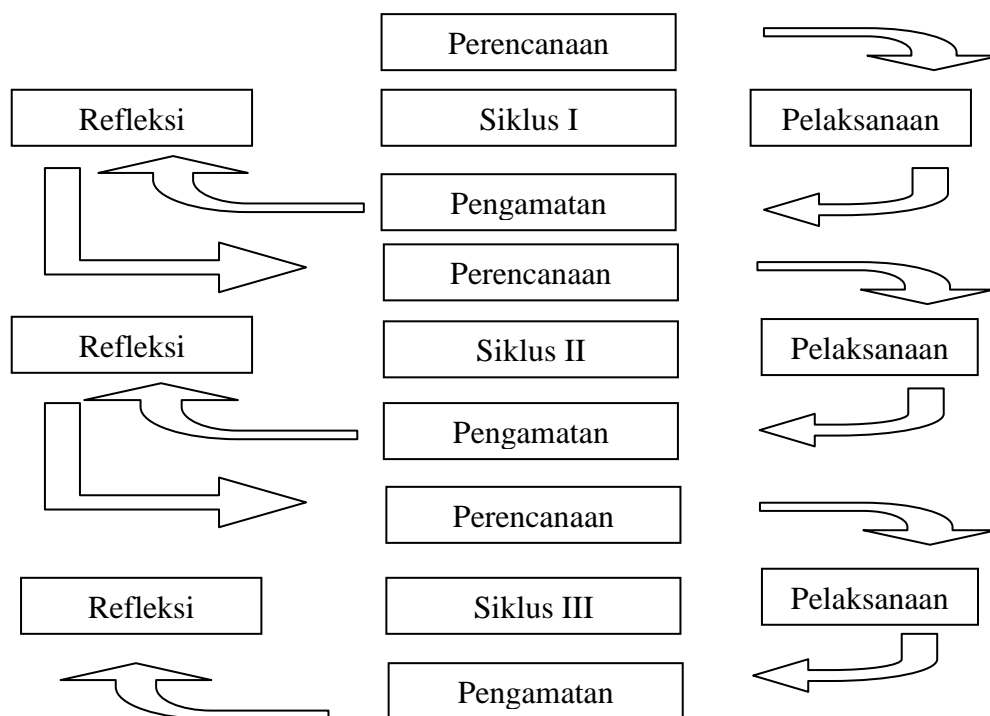 Perencanaan
Refleksi
Siklus I
Pelaksanaan
Pengamatan
Perencanaan
Refleksi
Siklus II
Pelaksanaan
Pengamatan
Perencanaan
Refleksi
Siklus III
Pelaksanaan
Pengamatan